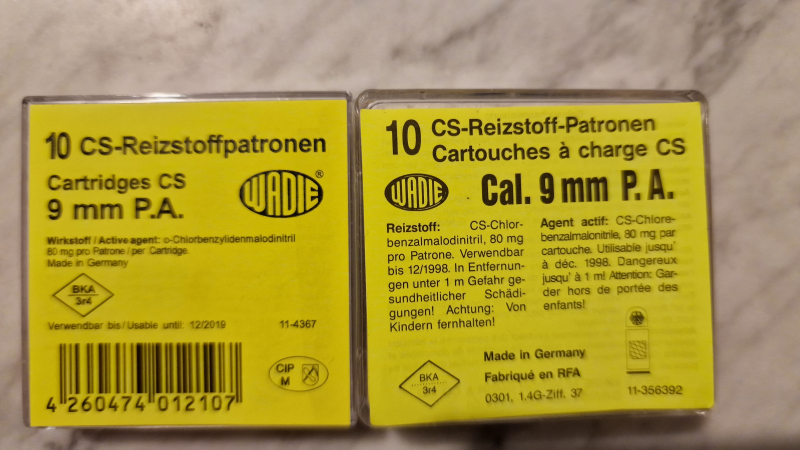 10 CS-Reizstoffpatronen
Cartridges CS
9 mm P.A.
WADIE®
Wirkstoff / Active agent: o-Chlorbenzylidenmalodinitril
80 mg pro Patrone / per Cartridge.
Made in Germany
BKA
3r4
Verwendbar bis / Usable until: 12/2019
11-4367
4 260474 012107
CIP
M
10 CS-Reizstoff-Patronen
Cartouches à charge CS
WADIE
Cal. 9 mm P. A.
Reizstoff: CS-Chlor-
benzalmalodinitril, 80 mg
pro Patrone. Verwendbar
bis 12/1998. In Entfernun-
gen unter 1 m Gefahr ge-
sundheitlicher Schädi-
gungen! Achtung: Von
Kindern fernhalten!
Agent actif: CS-Chlore-
benzalmalonitrile, 80 mg par
cartouche. Utilisable jusqu'
à déc. 1998. Dangereux
jusqu' à 1 m! Attention: Gar-
der hors de portée des
enfants!
BKA
3r4
Made in Germany
Fabriqué en RFA
0301, 1.4G-Ziff. 37
11-356392